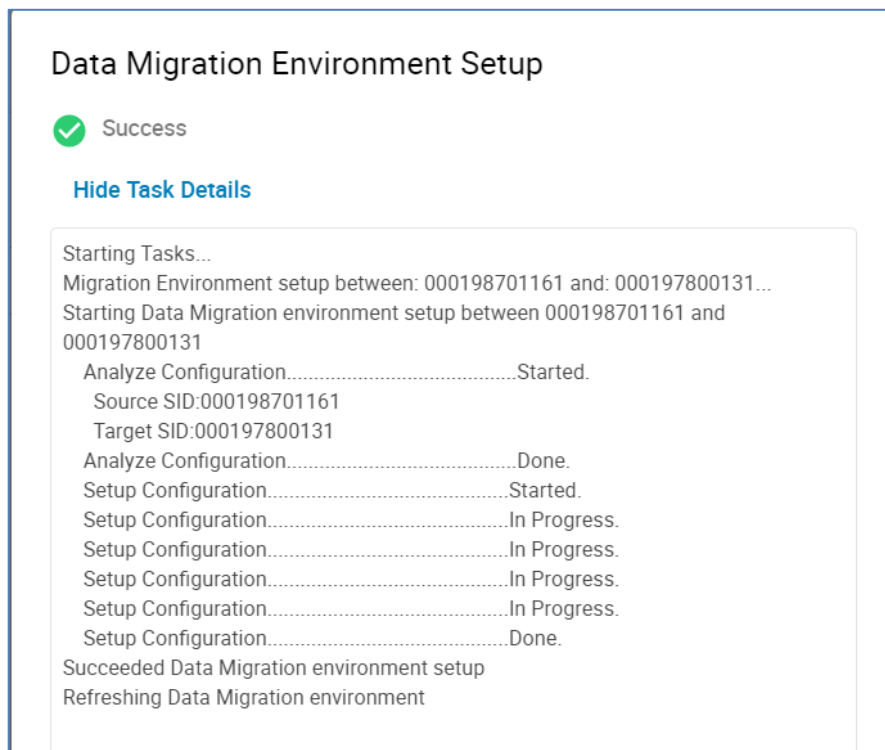 Data Migration Environment Setup
Success
Hide Task Details
Starting Tasks...
Migration Environment setup between: 000198701161 and: 000197800131...
Starting Data Migration environment setup between 000198701161 and
000197800131
Analyze Configuration..........................................Started.
Source SID:000198701161
Target SID:000197800131
Analyze Configuration..........................................Done.
Setup Configuration............................................Started.
Setup Configuration............................................In Progress.
Setup Configuration............................................In Progress.
Setup Configuration............................................In Progress.
Setup Configuration............................................In Progress.
Setup Configuration............................................Done.
Succeeded Data Migration environment setup
Refreshing Data Migration environment